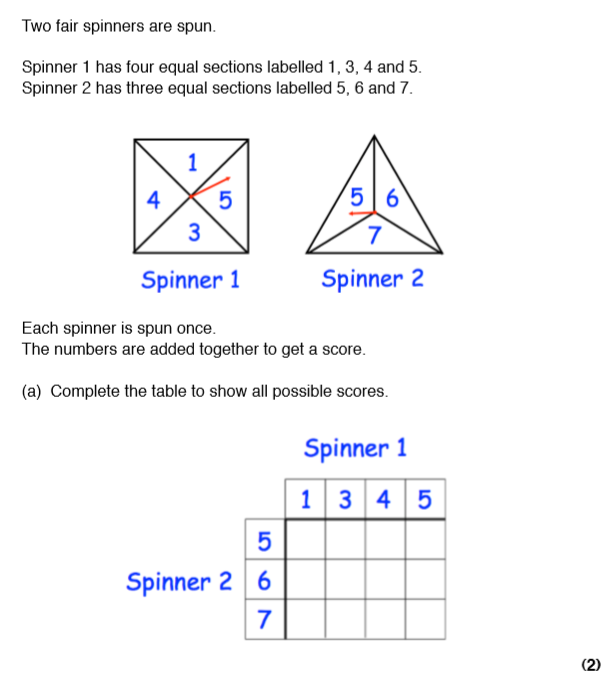 Two fair spinners are spun.
Spinner 1 has four equal sections labelled 1, 3, 4 and 5.
Spinner 2 has three equal sections labelled 5, 6 and 7.
1
4 5
3
Spinner 1
5 6
7
Spinner 2
Each spinner is spun once.
The numbers are added together to get a score.
(a) Complete the table to show all possible scores.
Spinner 1
1 3 4 5
5
Spinner 2 6
7
(2)